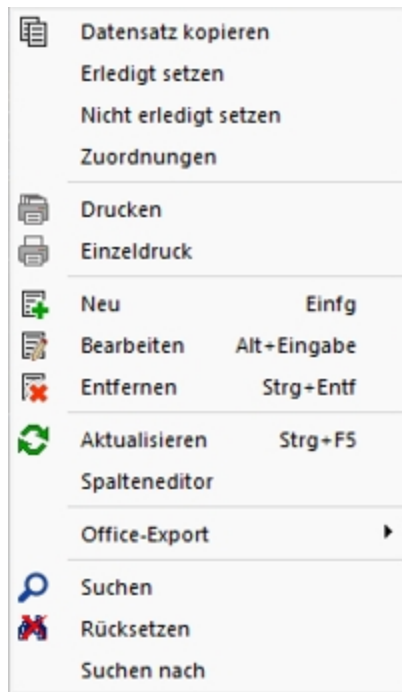 Datensatz kopieren
Erledigt setzen
Nicht erledigt setzen
Zuordnungen
Drucken
Einzeldruck
Neu Einfg
Bearbeiten Alt+Eingabe
Entfernen Strg+Entf
Aktualisieren Strg+F5
Spalteneditor
Office-Export
Suchen
Rücksetzen
Suchen nach